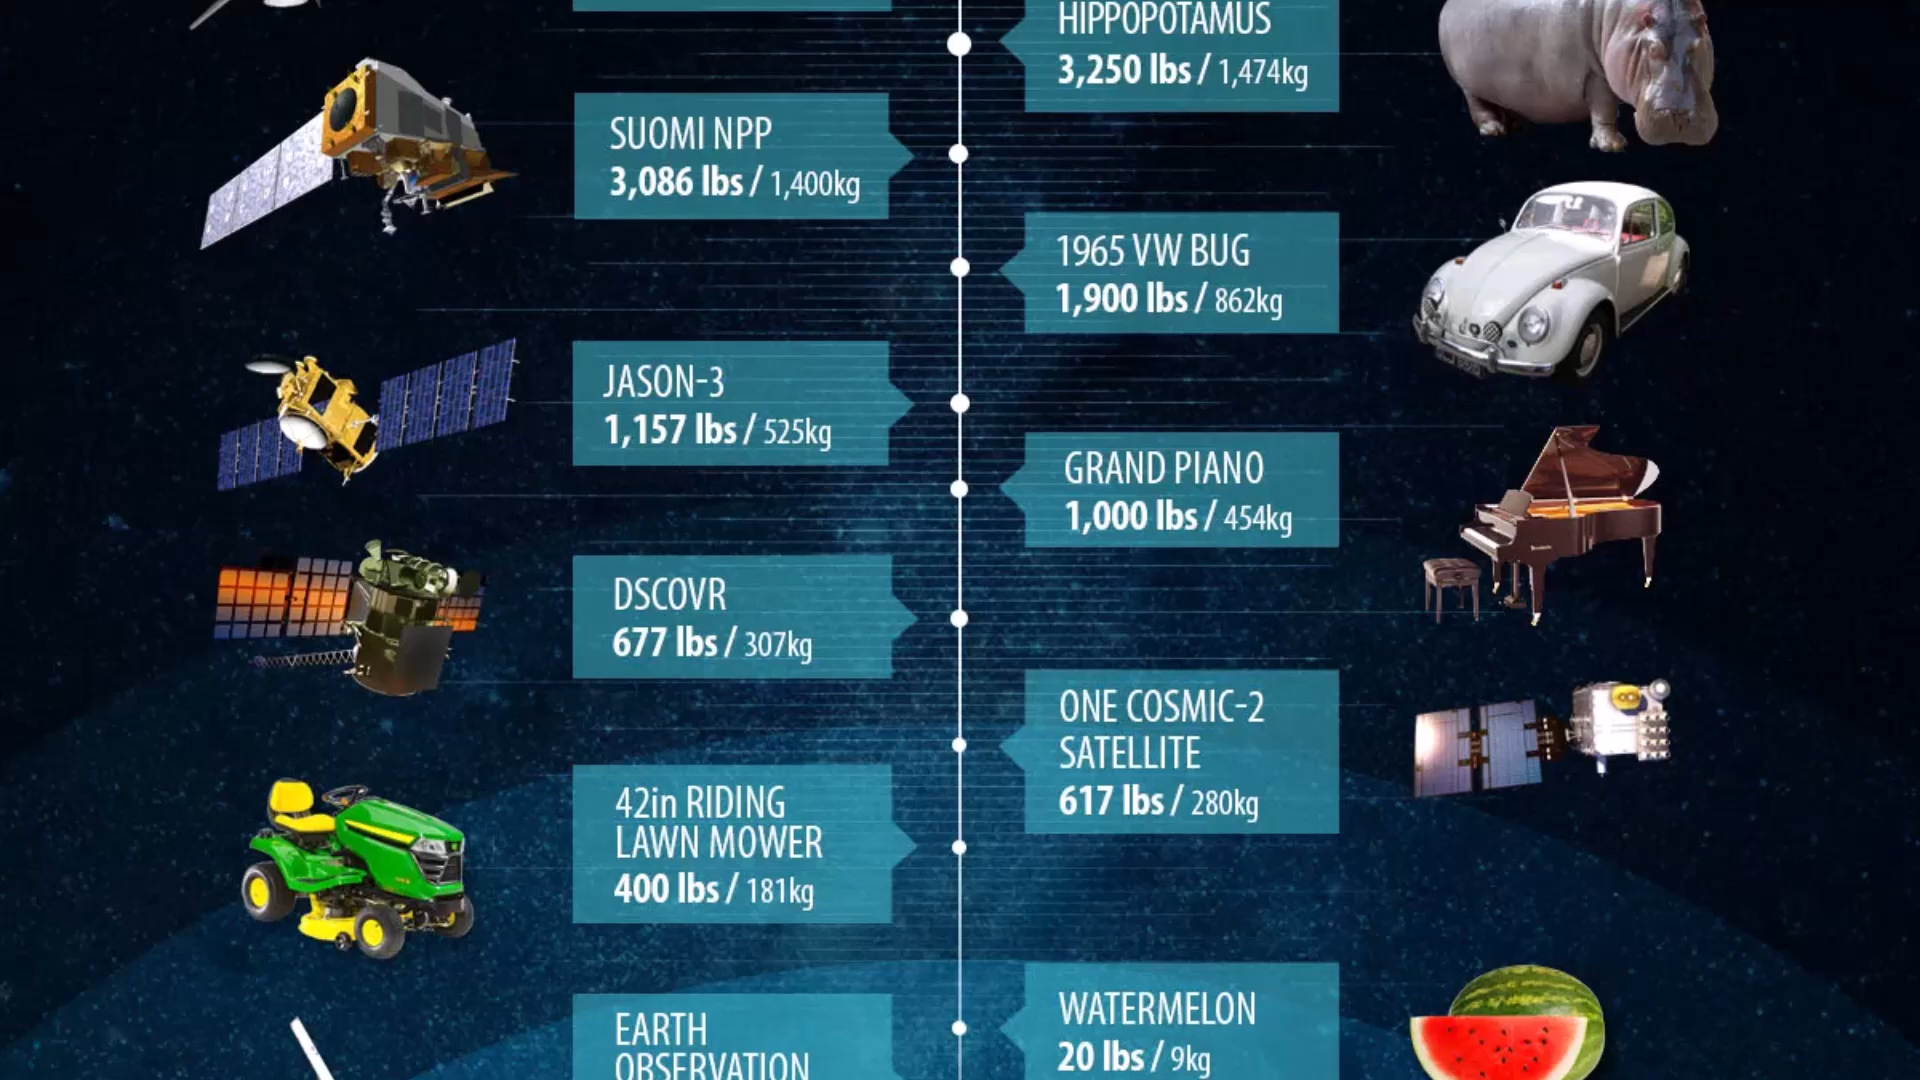 HIPPOPOTAMUS
3,250 lbs / 1,474kg
SUOMI NPP
3,086 lbs / 1,400kg
1965 VW BUG
1,900 lbs / 862kg
JASON-3
1,157 lbs / 525kg
GRAND PIANO
1,000 lbs / 454kg
DSCOVR
677 lbs / 307kg
ONE COSMIC-2
SATELLITE
617 lbs / 280kg
42in RIDING
LAWN MOWER
400 lbs / 181kg
WATERMELON
20 lbs / 9kg
EARTH
OBSERVATION